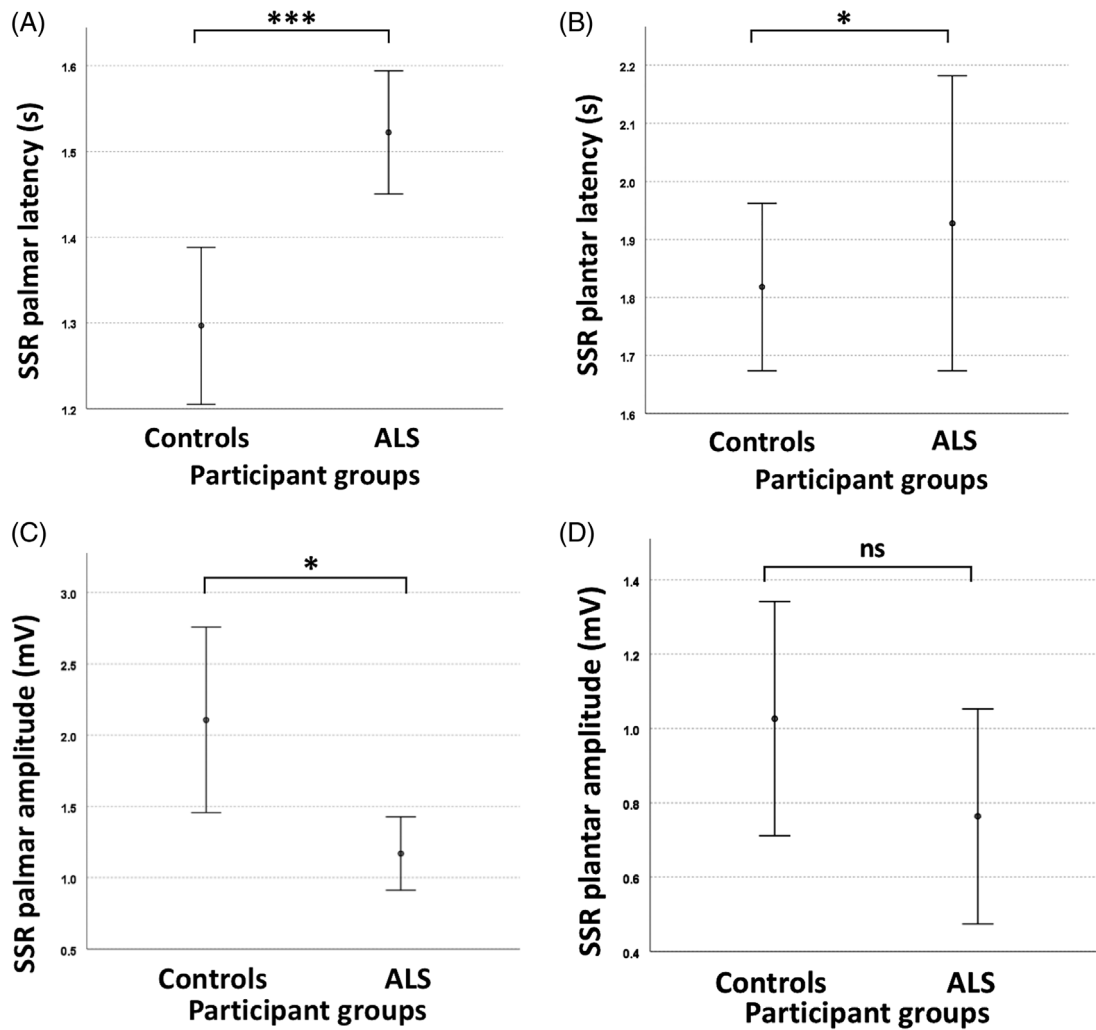 (A)
***
SSR palmar latency (s)
1.6
1.5
1.4
1.3
1.2
Controls ALS
Participant groups
(B)
*
SSR plantar latency (s)
2.2
2.1
2.0
1.9
1.8
1.7
1.6
Controls ALS
Participant groups
(C)
*
SSR palmar amplitude (mV)
3.0
2.5
2.0
1.5
1.0
0.5
Controls ALS
Participant groups
(D)
ns
SSR plantar amplitude (mV)
1.4
1.2
1.0
0.8
0.6
0.4
Controls ALS
Participant groups